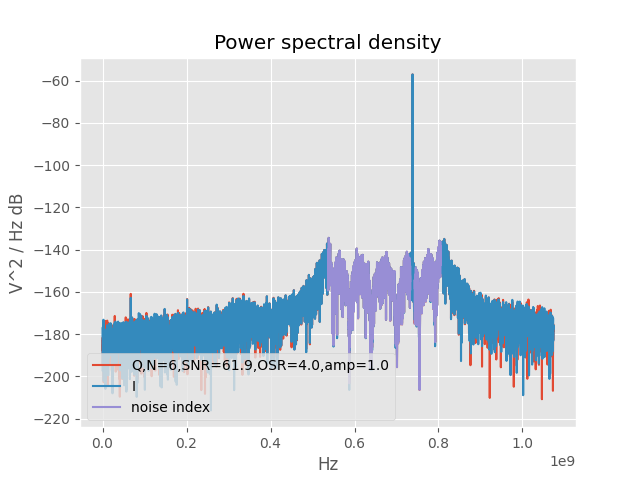 Power spectral density
V^2 / Hz dB
−60
−80
−100
−120
−140
−160
−180
−200
−220
Q,N=6,SNR=61.9,OSR=4.0,amp=1.0
I
noise index
0.0 0.2 0.4 0.6 0.8 1.0
1e9
Hz